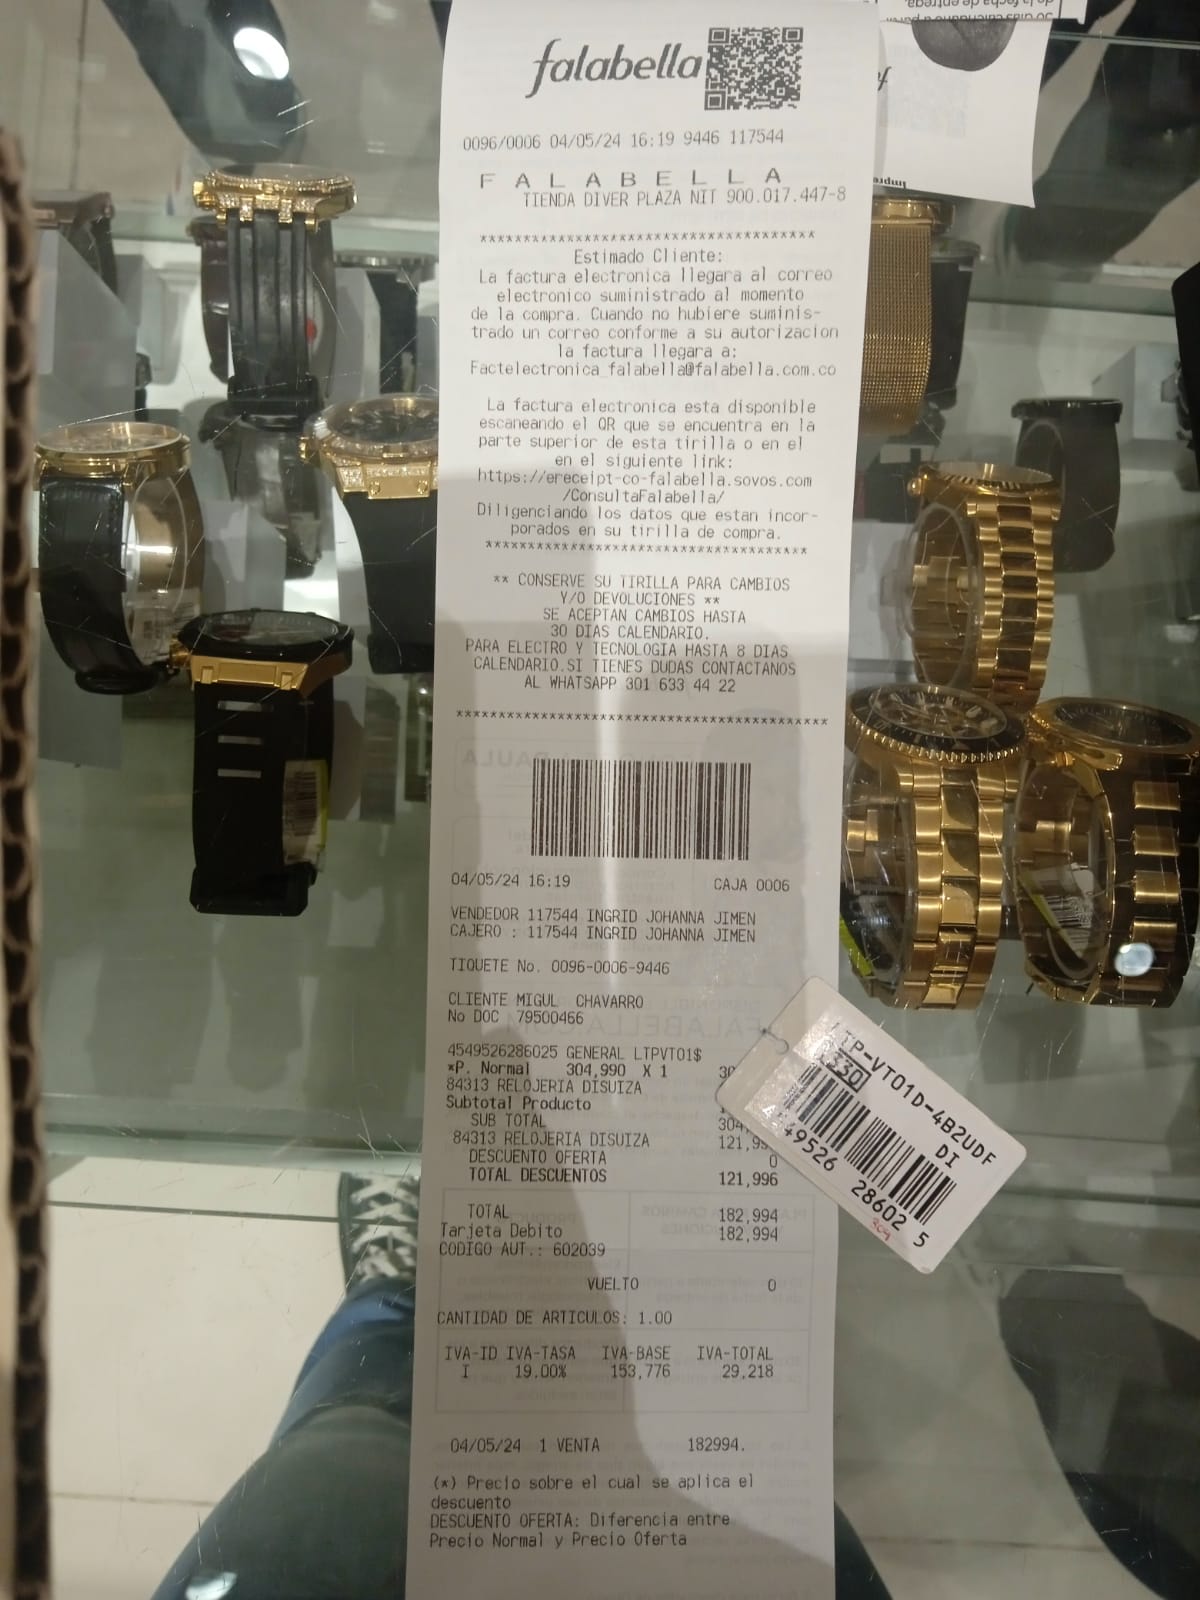 falabella
0096/0006 04/05/24 16:19 9446 117544
F A L A B E L L A
TIENDA DIVER PLAZA NIT 900.017.447-8
***************************************
Estimado Cliente:
La factura electronica llegara al correo
electronico suministrado al momento
de la compra. Cuando no hubiere suminis-
trado un correo conforme a su autorizacion
la factura llegara a:
Factelectronica_falabella@falabella.com.co
La factura electronica esta disponible
escaneando el QR que se encuentra en la
parte superior de esta tirilla o en el
en el siguiente link:
https://ereceipt-co-falabella.sovos.com
/ConsultaFalabella/
Diligenciando los datos que estan incor-
porados en su tirilla de compra.
***************************************
** CONSERVE SU TIRILLA PARA CAMBIOS
Y/O DEVOLUCIONES **
SE ACEPTAN CAMBIOS HASTA
30 DIAS CALENDARIO.
PARA ELECTRO Y TECNOLOGIA HASTA 8 DIAS
CALENDARIO.SI TIENES DUDAS CONTACTANOS
AL WHATSAPP 301 633 44 22
***************************************
04/05/24 16:19 CAJA 0006
VENDEDOR 117544 INGRID JOHANNA JIMEN
CAJERO : 117544 INGRID JOHANNA JIMEN
TIQUETE No. 0096-0006-9446
CLIENTE MIGUL CHAVARRO
No DOC 79500466
4549526286025 GENERAL LTPVT01$
*P. Normal 304,990 X 1 30
84313 RELOJERIA DISUIZA
Subtotal Producto
SUB TOTAL 304,
84313 RELOJERIA DISUIZA 121,99
DESCUENTO OFERTA 0
TOTAL DESCUENTOS 121,996
TOTAL 182,994
Tarjeta Debito 182,994
CODIGO AUT.: 602039
VUELTO 0
CANTIDAD DE ARTICULOS: 1.00
IVA-ID IVA-TASA IVA-BASE IVA-TOTAL
I 19.00% 153,776 29,218
04/05/24 1 VENTA 182994.
(*) Precio sobre el cual se aplica el
descuento
DESCUENTO OFERTA: Diferencia entre
Precio Normal y Precio Oferta
LTP-VT01D-4B2UDF
1330 DI
4 549526 28602 5
304